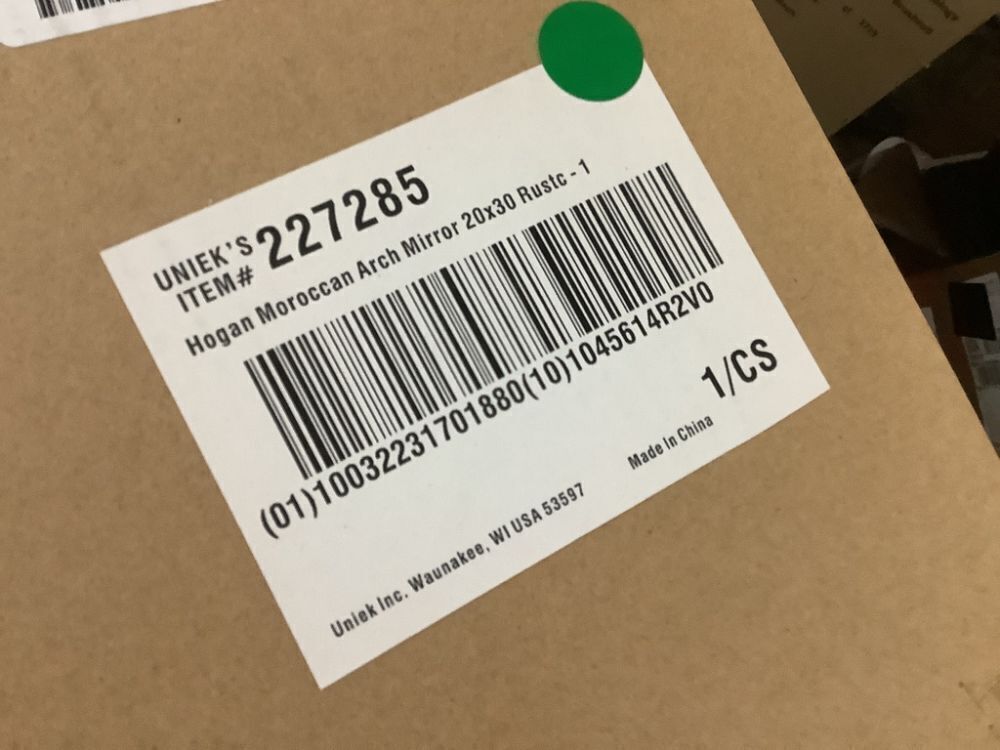 UNIEK'S
ITEM# 227285
Hogan Moroccan Arch Mirror 20x30 Rustc - 1
(01)10032231701880(10)1045614R2V0
1/CS
Made In China
Uniek Inc. Waunakee, WI USA 53597